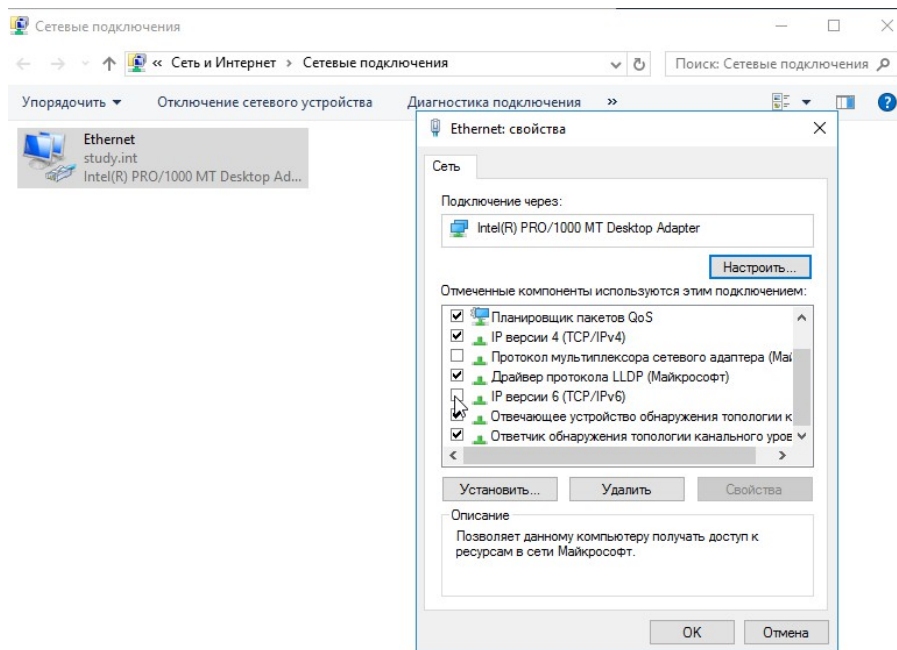 Сетевые подключения
« Сеть и Интернет › Сетевые подключения
Поиск: Сетевые подключения
Упорядочить
Отключение сетевого устройства
Диагностика подключения
»
Ethernet
study.int
Intel(R) PRO/1000 MT Desktop Ad...
Ethernet: свойства
Сеть
Подключение через:
Intel(R) PRO/1000 MT Desktop Adapter
Настроить...
Отмеченные компоненты используются этим подключением:
Планировщик пакетов QoS
IP версии 4 (TCP/IPv4)
Протокол мультиплексора сетевого адаптера (Май
Драйвер протокола LLDP (Майкрософт)
IP версии 6 (TCP/IPv6)
Отвечающее устройство обнаружения топологии к
Ответчик обнаружения топологии канального уров
Установить...
Удалить
Свойства
Описание
Позволяет данному компьютеру получать доступ к
ресурсам в сети Майкрософт.
OK
Отмена